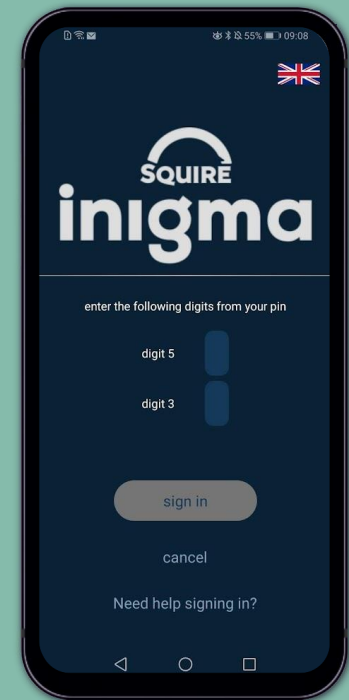 55% 09:08
SQUIRE
inigma
enter the following digits from your pin
digit 5
digit 3
sign in
cancel
Need help signing in?